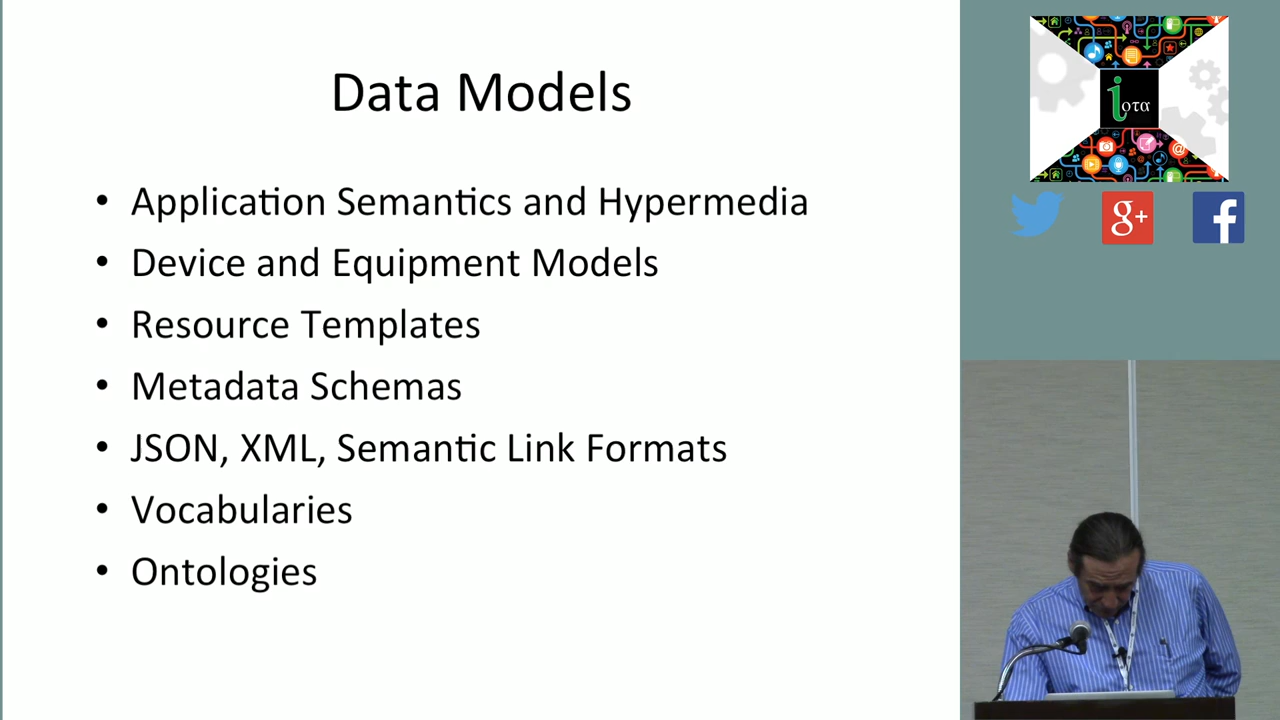 Data Models
• Application Semantics and Hypermedia
• Device and Equipment Models
• Resource Templates
• Metadata Schemas
• JSON, XML, Semantic Link Formats
• Vocabularies
• Ontologies
iοτα
g+
f